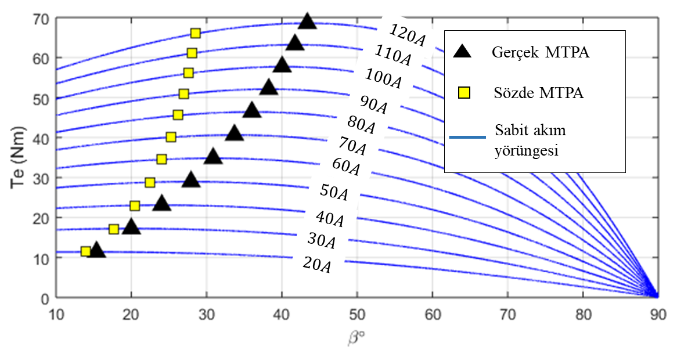 70
60
50
40
30
20
10
0
Te (Nm)
10 20 30 40 50 60 70 80 90
β°
120A
110A
100A
90A
80A
70A
60A
50A
40A
30A
20A
Gerçek MTPA
Sözde MTPA
Sabit akım
yörüngesi